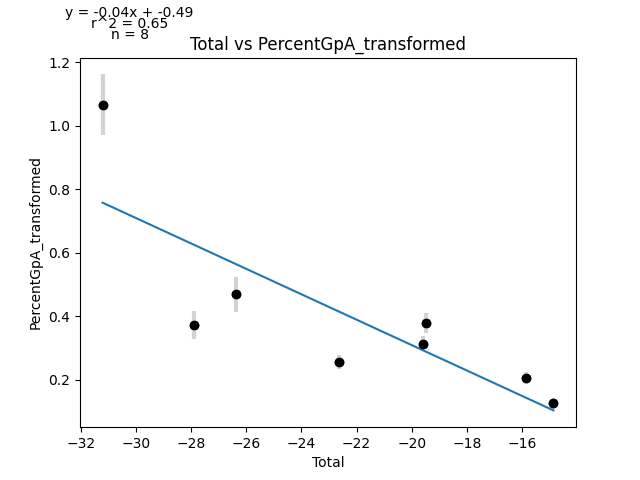 y = -0.04x + -0.49
r^2 = 0.65
n = 8
Total vs PercentGpA_transformed
PercentGpA_transformed
1.2
1.0
0.8
0.6
0.4
0.2
−32 −30 −28 −26 −24 −22 −20 −18 −16
Total